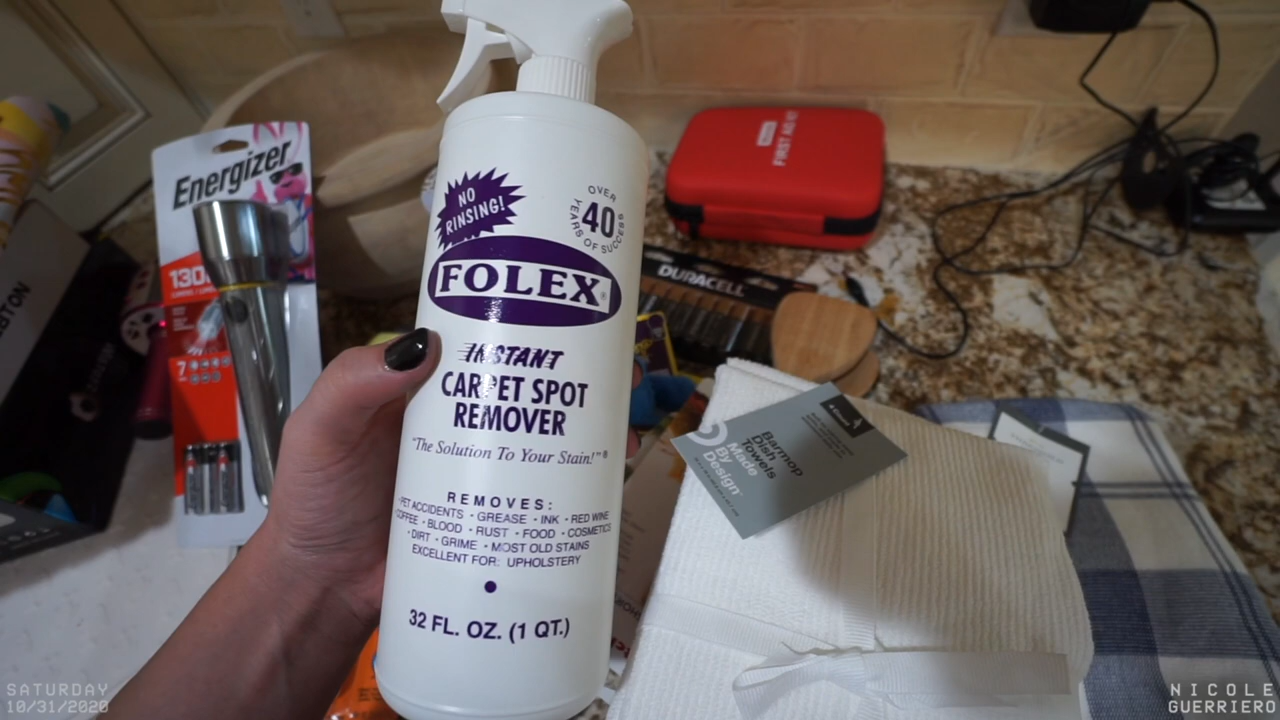 Energizer
130
7
NO
RINSING!
OVER
40
YEARS OF SUCCESS
FOLEX®
INSTANT
CARPET SPOT
REMOVER
"The Solution To Your Stain!"®
REMOVES:
PET ACCIDENTS • GREASE • INK • RED WINE
COFFEE • BLOOD • RUST • FOOD • COSMETICS
• DIRT • GRIME • MOST OLD STAINS
EXCELLENT FOR: UPHOLSTERY
32 FL. OZ. (1 QT.)
FIRST AID KIT
DURACELL
Made
By
Design™
Barmop
Dish
Towels
SATURDAY
10/31/2020
NICOLE
GUERRIERO